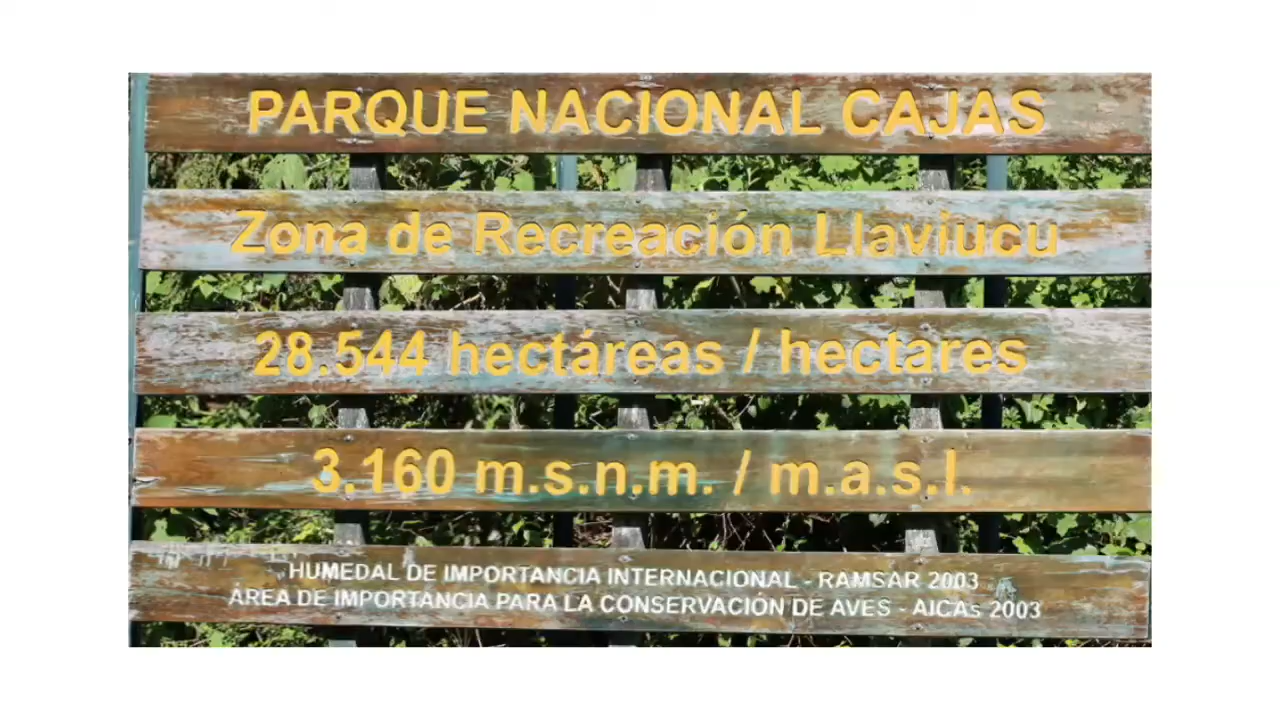 PARQUE NACIONAL CAJAS
Zona de Recreación Llaviucu
28.544 hectáreas / hectares
3.160 m.s.n.m. / m.a.s.l.
HUMEDAL DE IMPORTANCIA INTERNACIONAL - RAMSAR 2003
ÁREA DE IMPORTANCIA PARA LA CONSERVACIÓN DE AVES - AICAs 2003